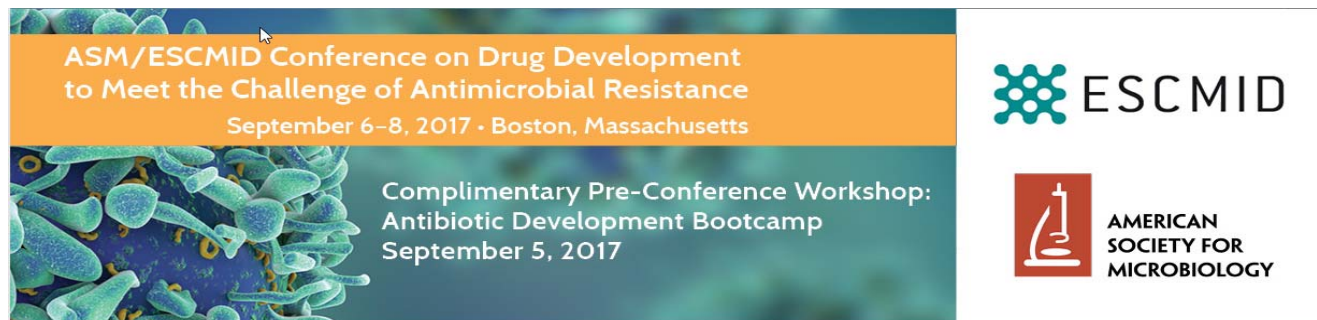 ASM/ESCMID Conference on Drug Development
to Meet the Challenge of Antimicrobial Resistance
September 6–8, 2017 • Boston, Massachusetts
Complimentary Pre-Conference Workshop:
Antibiotic Development Bootcamp
September 5, 2017
ESCMID
AMERICAN
SOCIETY FOR
MICROBIOLOGY